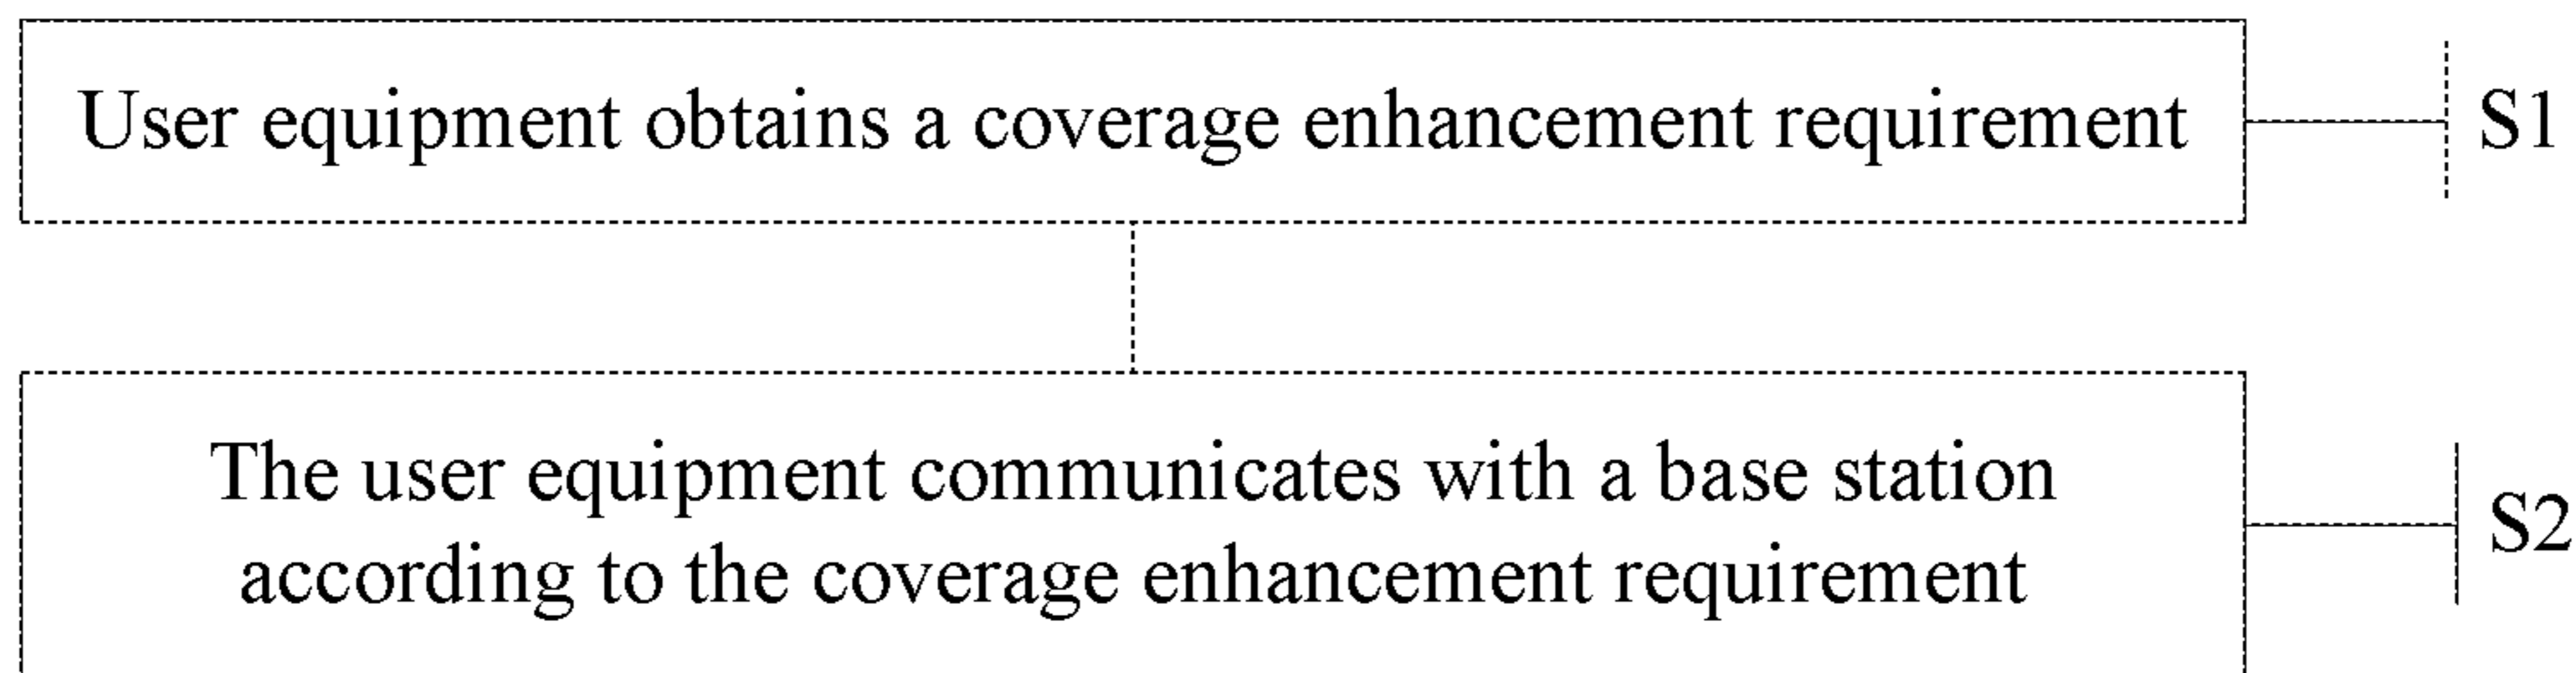 User equipment obtains a coverage enhancement requirement
S1
The user equipment communicates with a base station
according to the coverage enhancement requirement
S2